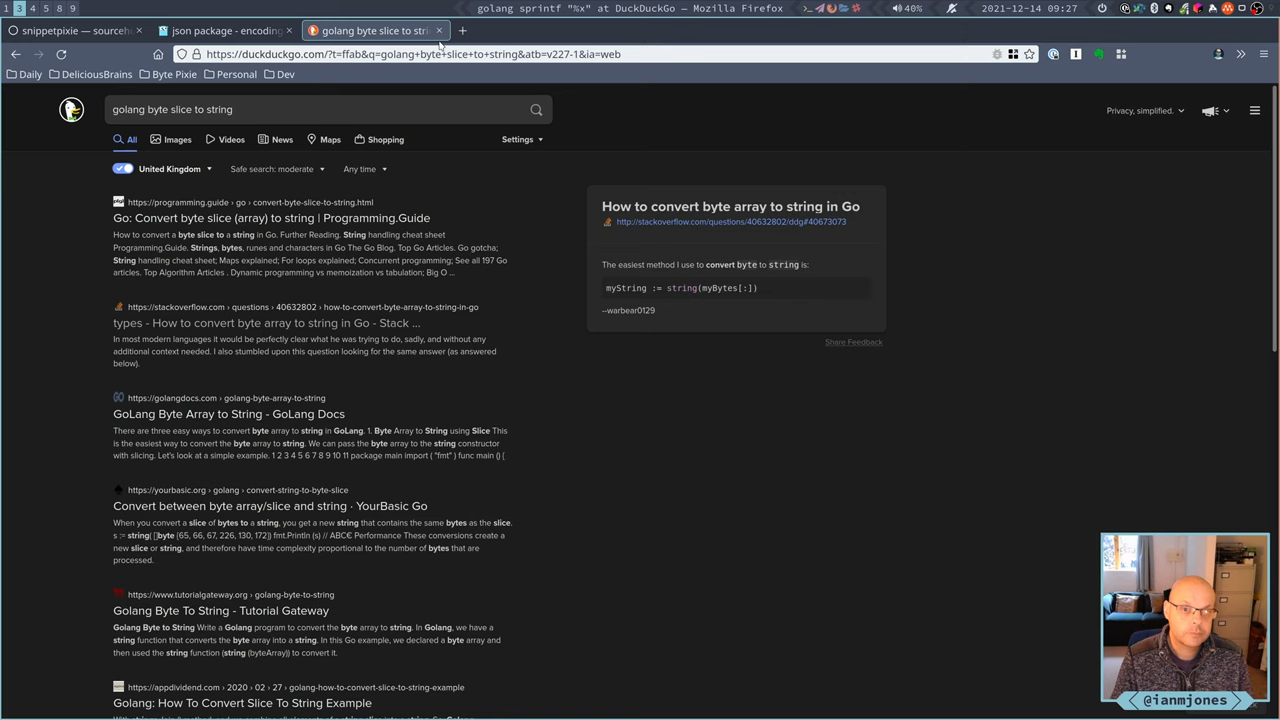 1 3 4 5 8 9
golang sprintf "%x" at DuckDuckGo — Mozilla Firefox
40%
2021-12-14 09:27
snippetpixie — sourceh
json package - encoding
golang byte slice to stri
https://duckduckgo.com/?t=ffab&q=golang+byte+slice+to+string&atb=v227-1&ia=web
Daily
DeliciousBrains
Byte Pixie
Personal
Dev
golang byte slice to string
Privacy, simplified.
All
Images
Videos
News
Maps
Shopping
Settings
United Kingdom
Safe search: moderate
Any time
https://programming.guide › go › convert-byte-slice-to-string.html
Go: Convert byte slice (array) to string | Programming.Guide
How to convert a byte slice to a string in Go. Further Reading. String handling cheat sheet
Programming.Guide. Strings, bytes, runes and characters in Go The Go Blog. Top Go Articles. Go gotcha;
String handling cheat sheet; Maps explained; For loops explained; Concurrent programming; See all 197 Go
articles. Top Algorithm Articles . Dynamic programming vs memoization vs tabulation; Big O ...
https://stackoverflow.com › questions › 40632802 › how-to-convert-byte-array-to-string-in-go
types - How to convert byte array to string in Go - Stack ...
In most modern languages it would be perfectly clear what he was trying to do, sadly, and without any
additional context needed. I also stumbled upon this question looking for the same answer (as answered
below).
https://golangdocs.com › golang-byte-array-to-string
GoLang Byte Array to String - GoLang Docs
There are three easy ways to convert byte array to string in GoLang. 1. Byte Array to String using Slice This
is the easiest way to convert the byte array to string. We can pass the byte array to the string constructor
with slicing. Let's look at a simple example. 1 2 3 4 5 6 7 8 9 10 11 package main import ( "fmt" ) func main () {
https://yourbasic.org › golang › convert-string-to-byte-slice
Convert between byte array/slice and string · YourBasic Go
When you convert a slice of bytes to a string, you get a new string that contains the same bytes as the slice.
s := string( []byte {65, 66, 67, 226, 130, 172}) fmt.Println (s) // ABC€ Performance These conversions create a
new slice or string, and therefore have time complexity proportional to the number of bytes that are
processed.
https://www.tutorialgateway.org › golang-byte-to-string
Golang Byte To String - Tutorial Gateway
Golang Byte to String Write a Golang program to convert the byte array to string. In Golang, we have a
string function that converts the byte array into a string. In this Go example, we declared a byte array and
then used the string function (string (byteArray)) to convert it.
https://appdividend.com › 2020 › 02 › 27 › golang-how-to-convert-slice-to-string-example
Golang: How To Convert Slice To String Example
How to convert byte array to string in Go
http://stackoverflow.com/questions/40632802/ddg#40673073
The easiest method I use to convert byte to string is:
myString := string(myBytes[:])
--warbear0129
Share Feedback
@ianmjones